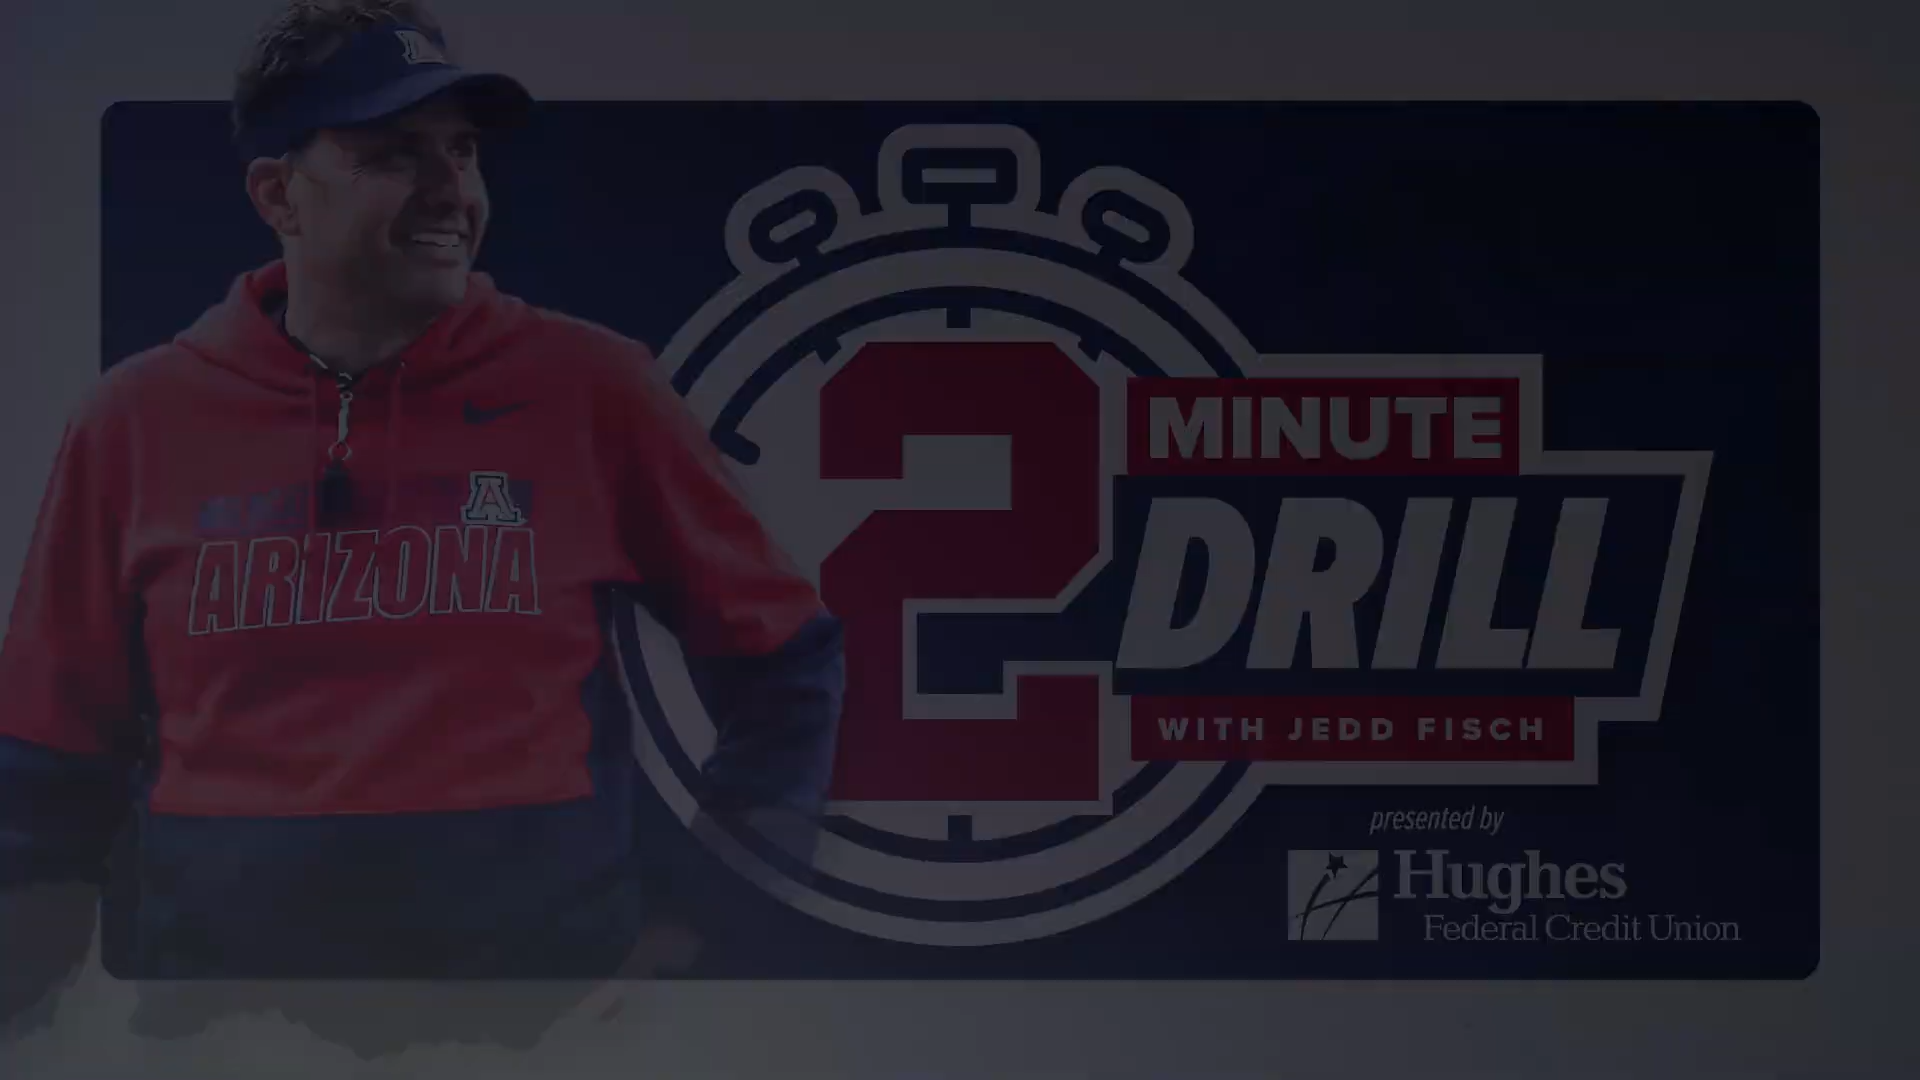 A
ARIZONA
2
MINUTE
DRILL
WITH JEDD FISCH
presented by
Hughes
Federal Credit Union